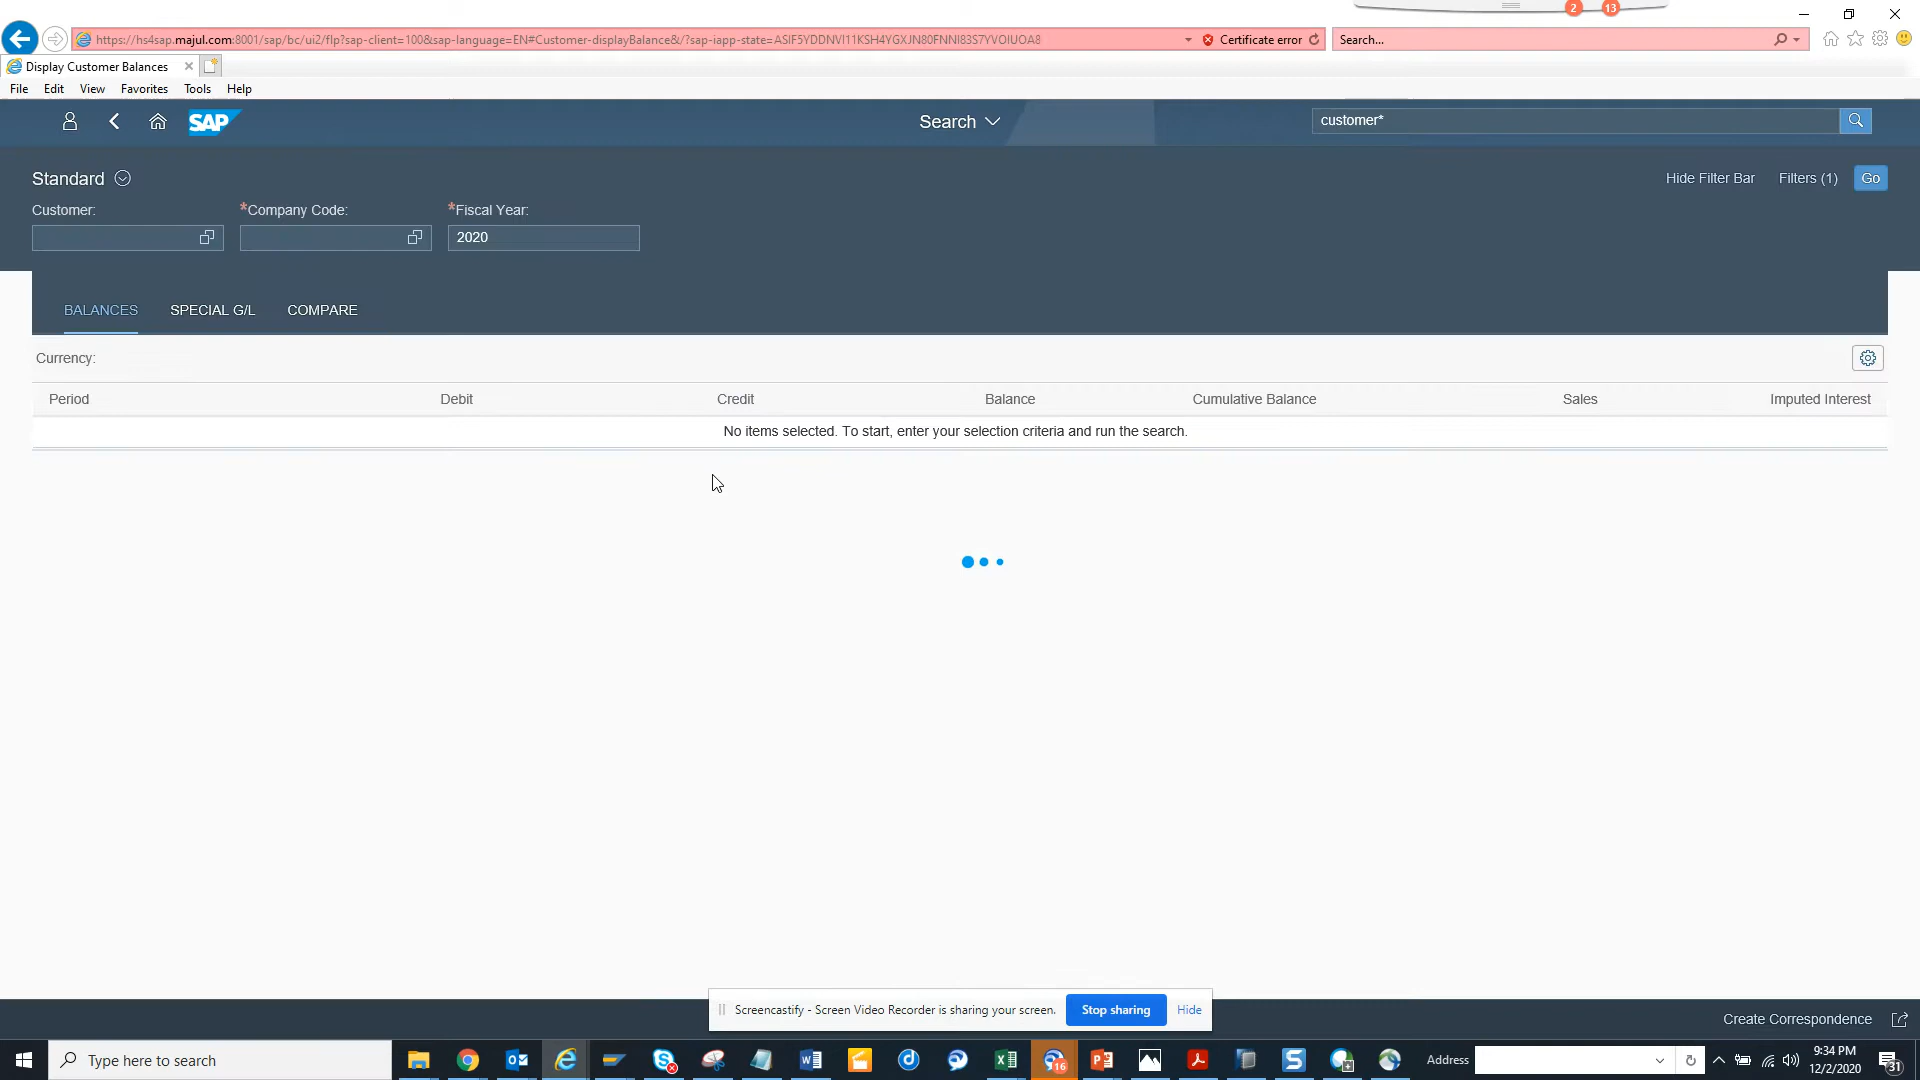 2 13
https://hs4sap.majul.com:8001/sap/bc/ui2/flp?sap-client=100&sap-language=EN#Customer-displayBalance&/?sap-iapp-state=ASIF5YDDNVI11KSH4YGXJN80FNNI83S7YVOIUOA8 Certificate error Search...
Display Customer Balances
File Edit View Favorites Tools Help
SAP Search customer*
Standard Hide Filter Bar Filters (1) Go
Customer: *Company Code: *Fiscal Year:
2020
BALANCES SPECIAL G/L COMPARE
Currency:
Period Debit Credit Balance Cumulative Balance Sales Imputed Interest
No items selected. To start, enter your selection criteria and run the search.
Screencastify - Screen Video Recorder is sharing your screen. Stop sharing Hide
Create Correspondence
Type here to search 16 Address 9:34 PM
12/2/2020 31